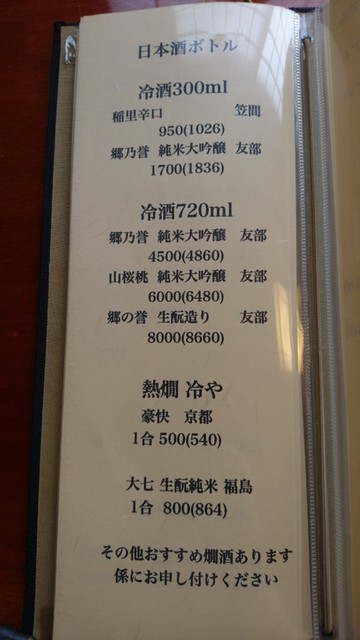 日本酒ボトル
冷酒300ml
稲里辛口 笠間
950(1026)
郷乃誉 純米大吟醸 友部
1700(1836)
冷酒720ml
郷乃誉 純米大吟醸 友部
4500(4860)
山桜桃 純米大吟醸 友部
6000(6480)
郷の誉 生酛造り 友部
8000(8660)
熱燗 冷や
豪快 京都
1合 500(540)
大七 生酛純米 福島
1合 800(864)
その他おすすめ燗酒あります
係にお申し付けください